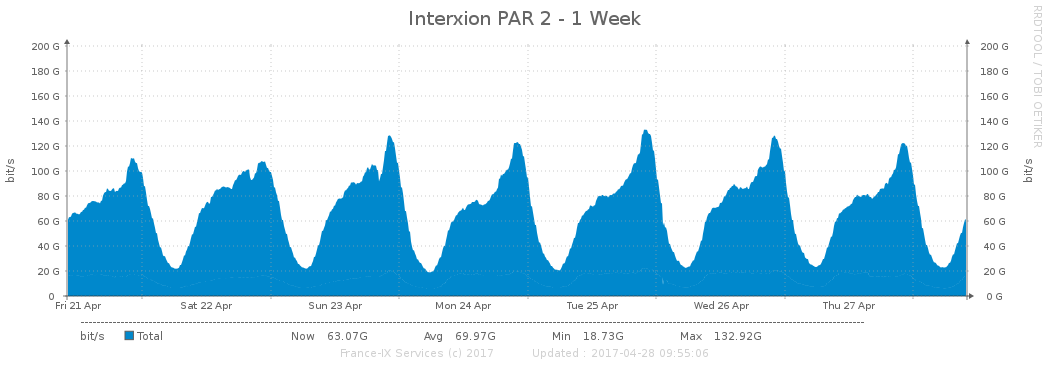 Interxion PAR 2 - 1 Week
RRDTOOL / TOBI OETIKER
200 G 200 G
180 G 180 G
160 G 160 G
140 G 140 G
120 G 120 G
100 G 100 G
80 G 80 G
60 G 60 G
40 G 40 G
20 G 20 G
0 0 G
bit/s
bit/s
Fri 21 Apr Sat 22 Apr Sun 23 Apr Mon 24 Apr Tue 25 Apr Wed 26 Apr Thu 27 Apr
bit/s Total Now 63.07G Avg 69.97G Min 18.73G Max 132.92G
France-IX Services (c) 2017 Updated : 2017-04-28 09:55:06